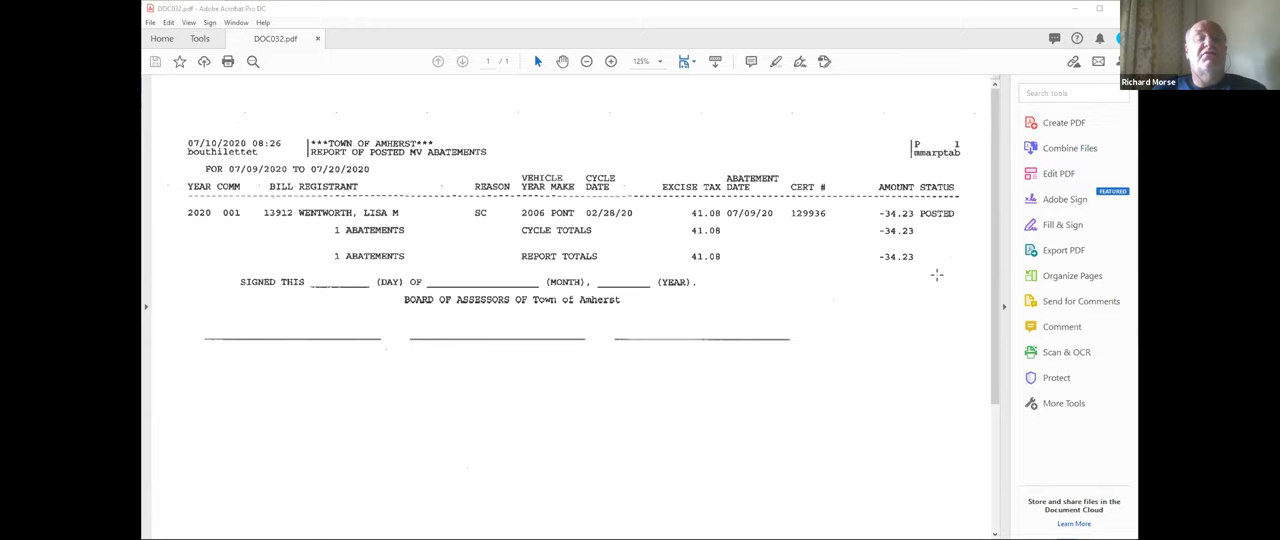 DOC032.pdf - Adobe Acrobat Pro DC
File Edit View Sign Window Help
Home Tools DOC032.pdf ×
1 / 1 125%
Richard Morse
Search tools
Create PDF
Combine Files
Edit PDF
FEATURED
Adobe Sign
Fill & Sign
Export PDF
Organize Pages
Send for Comments
Comment
Scan & OCR
Protect
More Tools
Store and share files in the
Document Cloud
Learn More
07/10/2020 08:26 ***TOWN OF AMHERST*** P 1
bouthilettet REPORT OF POSTED MV ABATEMENTS mmarptab
FOR 07/09/2020 TO 07/20/2020
VEHICLE CYCLE ABATEMENT
YEAR COMM BILL REGISTRANT REASON YEAR MAKE DATE EXCISE TAX DATE CERT # AMOUNT STATUS
2020 001 13912 WENTWORTH, LISA M SC 2006 PONT 02/28/20 41.08 07/09/20 129936 -34.23 POSTED
1 ABATEMENTS CYCLE TOTALS 41.08 -34.23
1 ABATEMENTS REPORT TOTALS 41.08 -34.23
SIGNED THIS ________ (DAY) OF ________________ (MONTH), _______ (YEAR).
BOARD OF ASSESSORS OF Town of Amherst